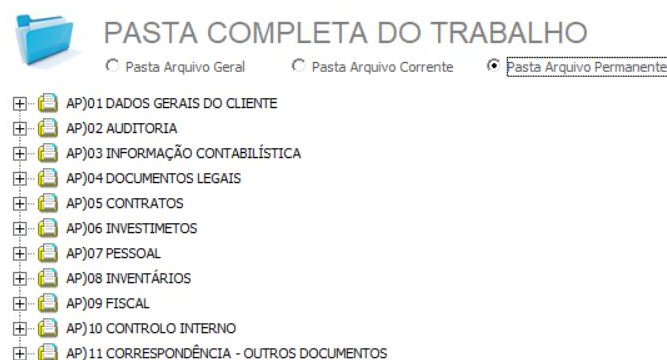 PASTA COMPLETA DO TRABALHO
Pasta Arquivo Geral Pasta Arquivo Corrente Pasta Arquivo Permanente
AP)01 DADOS GERAIS DO CLIENTE
AP)02 AUDITORIA
AP)03 INFORMAÇÃO CONTABILÍSTICA
AP)04 DOCUMENTOS LEGAIS
AP)05 CONTRATOS
AP)06 INVESTIMETOS
AP)07 PESSOAL
AP)08 INVENTÁRIOS
AP)09 FISCAL
AP)10 CONTROLO INTERNO
AP)11 CORRESPONDÊNCIA - OUTROS DOCUMENTOS